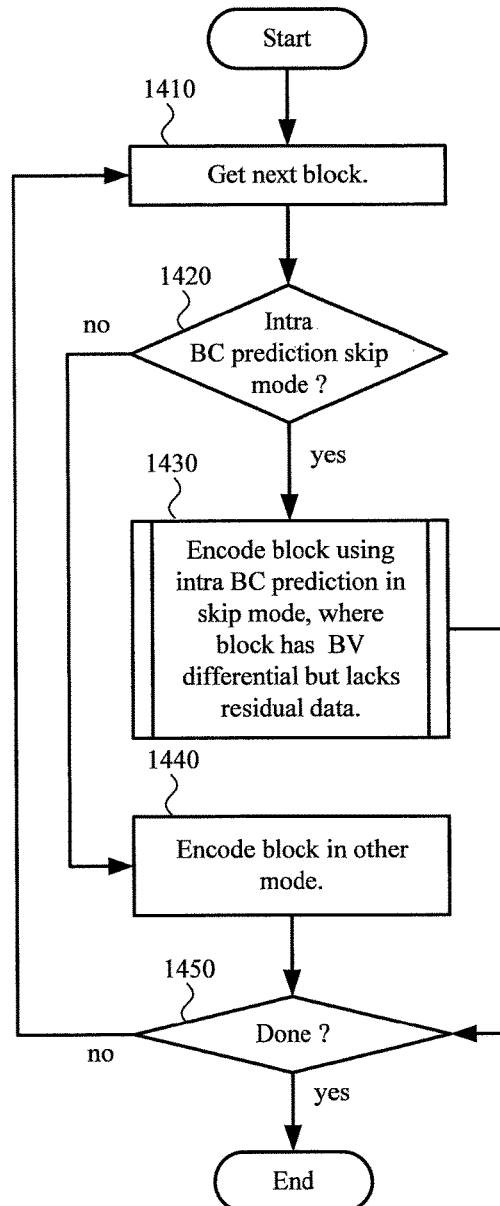 Start
1410
Get next block.
1420
no
Intra
BC prediction skip
mode ?
yes
1430
Encode block using
intra BC prediction in
skip mode, where
block has BV
differential but lacks
residual data.
1440
Encode block in other
mode.
1450
Done ?
no
yes
End